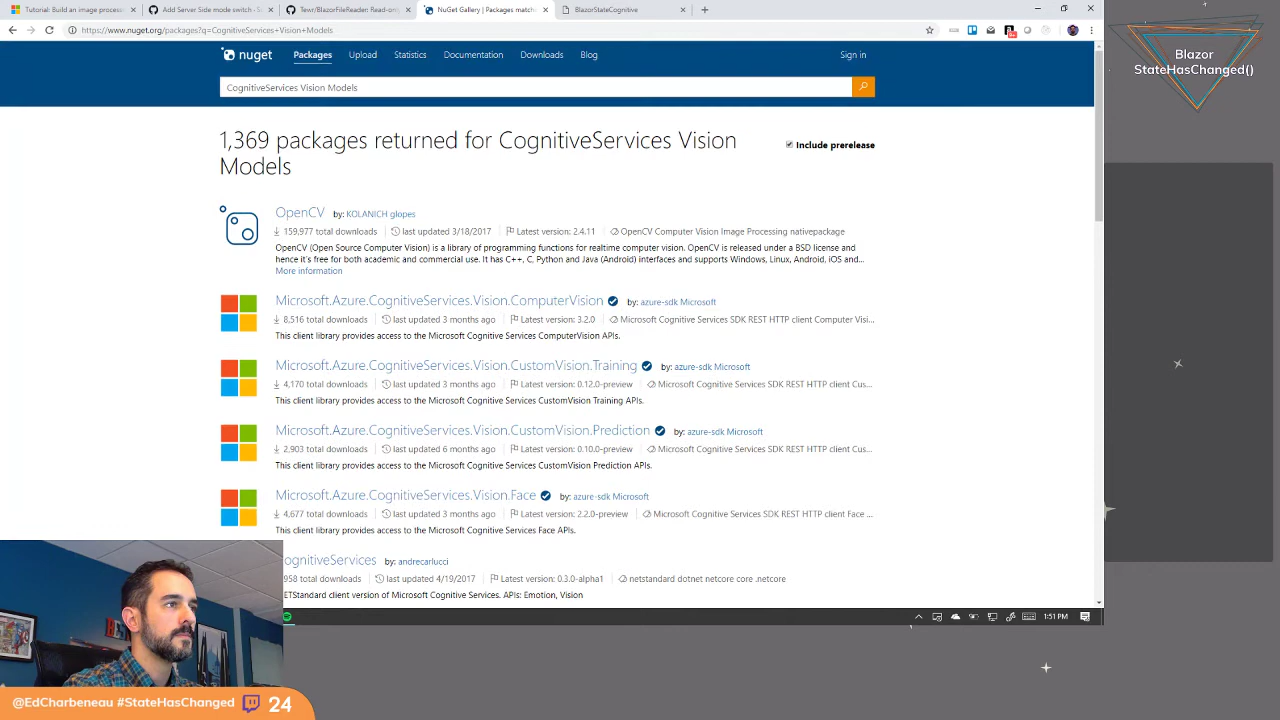 Tutorial: Build an image process
Add Server Side mode switch - S
Tewr/BlazorFileReader: Read-only
NuGet Gallery | Packages match
BlazorStateCognitive
https://www.nuget.org/packages?q=CognitiveServices+Vision+Models
nuget Packages Upload Statistics Documentation Downloads Blog Sign in
CognitiveServices Vision Models
1,369 packages returned for CognitiveServices Vision
Models
Include prerelease
OpenCV by: KOLANICH glopes
159,977 total downloads last updated 3/18/2017 Latest version: 2.4.11 OpenCV Computer Vision Image Processing nativepackage
OpenCV (Open Source Computer Vision) is a library of programming functions for realtime computer vision. OpenCV is released under a BSD license and
hence it's free for both academic and commercial use. It has C++, C, Python and Java (Android) interfaces and supports Windows, Linux, Android, iOS and...
More information
Microsoft.Azure.CognitiveServices.Vision.ComputerVision by: azure-sdk Microsoft
8,516 total downloads last updated 3 months ago Latest version: 3.2.0 Microsoft Cognitive Services SDK REST HTTP client Computer Visi...
This client library provides access to the Microsoft Cognitive Services ComputerVision APIs.
Microsoft.Azure.CognitiveServices.Vision.CustomVision.Training by: azure-sdk Microsoft
4,170 total downloads last updated 3 months ago Latest version: 0.12.0-preview Microsoft Cognitive Services SDK REST HTTP client Cus...
This client library provides access to the Microsoft Cognitive Services CustomVision Training APIs.
Microsoft.Azure.CognitiveServices.Vision.CustomVision.Prediction by: azure-sdk Microsoft
2,903 total downloads last updated 6 months ago Latest version: 0.10.0-preview Microsoft Cognitive Services SDK REST HTTP client Cus...
This client library provides access to the Microsoft Cognitive Services CustomVision Prediction APIs.
Microsoft.Azure.CognitiveServices.Vision.Face by: azure-sdk Microsoft
4,677 total downloads last updated 3 months ago Latest version: 2.2.0-preview Microsoft Cognitive Services SDK REST HTTP client Face ...
This client library provides access to the Microsoft Cognitive Services Face APIs.
ognitiveServices by: andrecarlucci
958 total downloads last updated 4/19/2017 Latest version: 0.3.0-alpha1 netstandard dotnet netcore core .netcore
ETStandard client version of Microsoft Cognitive Services. APIs: Emotion, Vision
1:51 PM
Blazor
StateHasChanged()
@EdCharbeneau #StateHasChanged 24